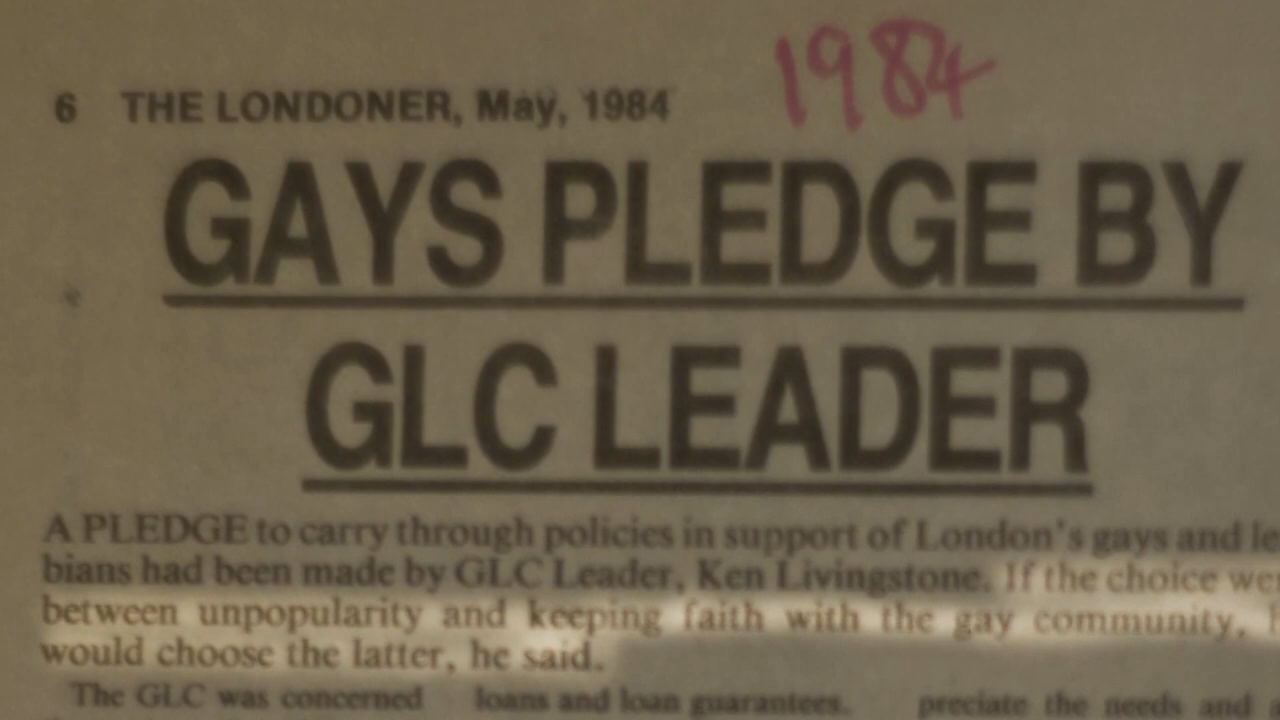 1984
6 THE LONDONER, May, 1984
GAYS PLEDGE BY
GLC LEADER
A PLEDGE to carry through policies in support of London's gays and le
bians had been made by GLC Leader, Ken Livingstone. If the choice wer
between unpopularity and keeping faith with the gay community,
would choose the latter, he said.
The GLC was concerned loans and loan guarantees. preciate the needs and